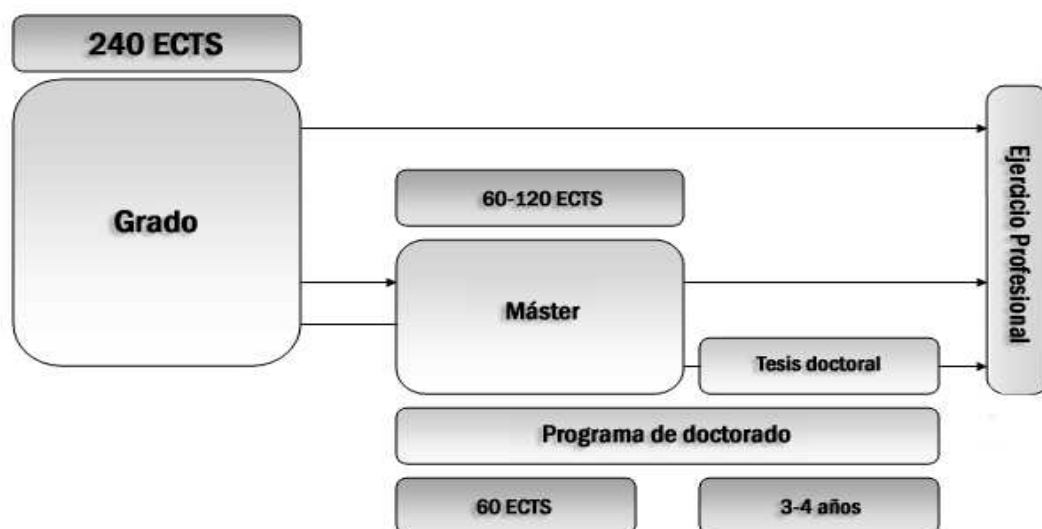 240 ECTS
Grado
60-120 ECTS
Máster
Tesis doctoral
Programa de doctorado
60 ECTS
3-4 años
Ejercicio Profesional